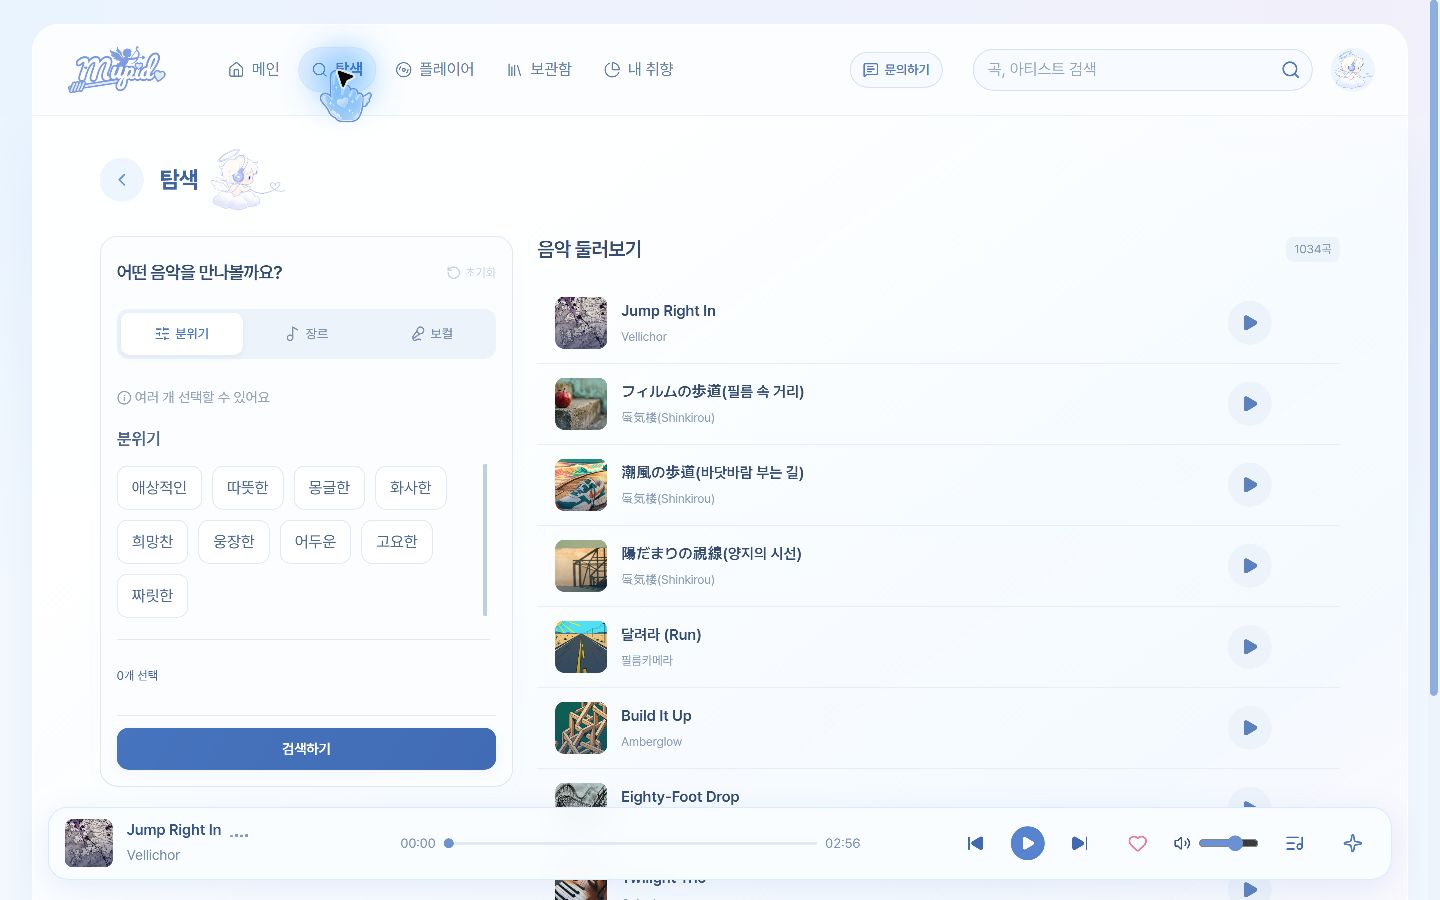 Mupid
메인
탐색
플레이어
보관함
내 취향
문의하기
곡, 아티스트 검색
탐색
어떤 음악을 만나볼까요?
초기화
분위기
장르
보컬
여러 개 선택할 수 있어요
분위기
애상적인
따뜻한
몽글한
화사한
희망찬
웅장한
어두운
고요한
짜릿한
0개 선택
검색하기
음악 둘러보기
1034곡
Jump Right In
Vellichor
フィルムの歩道(필름 속 거리)
蜃気楼(Shinkirou)
潮風の歩道(바닷바람 부는 길)
蜃気楼(Shinkirou)
陽だまりの視線(양지의 시선)
蜃気楼(Shinkirou)
달려라 (Run)
필름카메라
Build It Up
Amberglow
Eighty-Foot Drop
Jump Right In
Vellichor
00:00
02:56